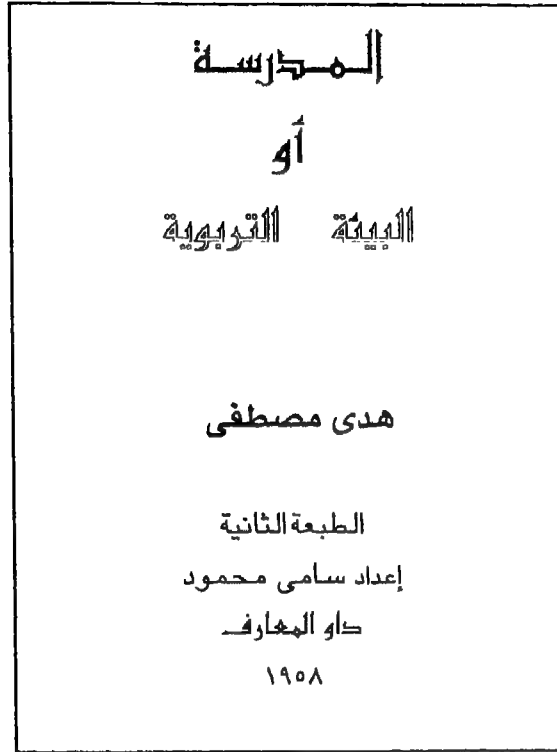 المدرسة
أو
البيئة التربوية
هدى مصطفى
الطبعة الثانية
إعداد سامى محمود
داو المعارف
١٩٥٨